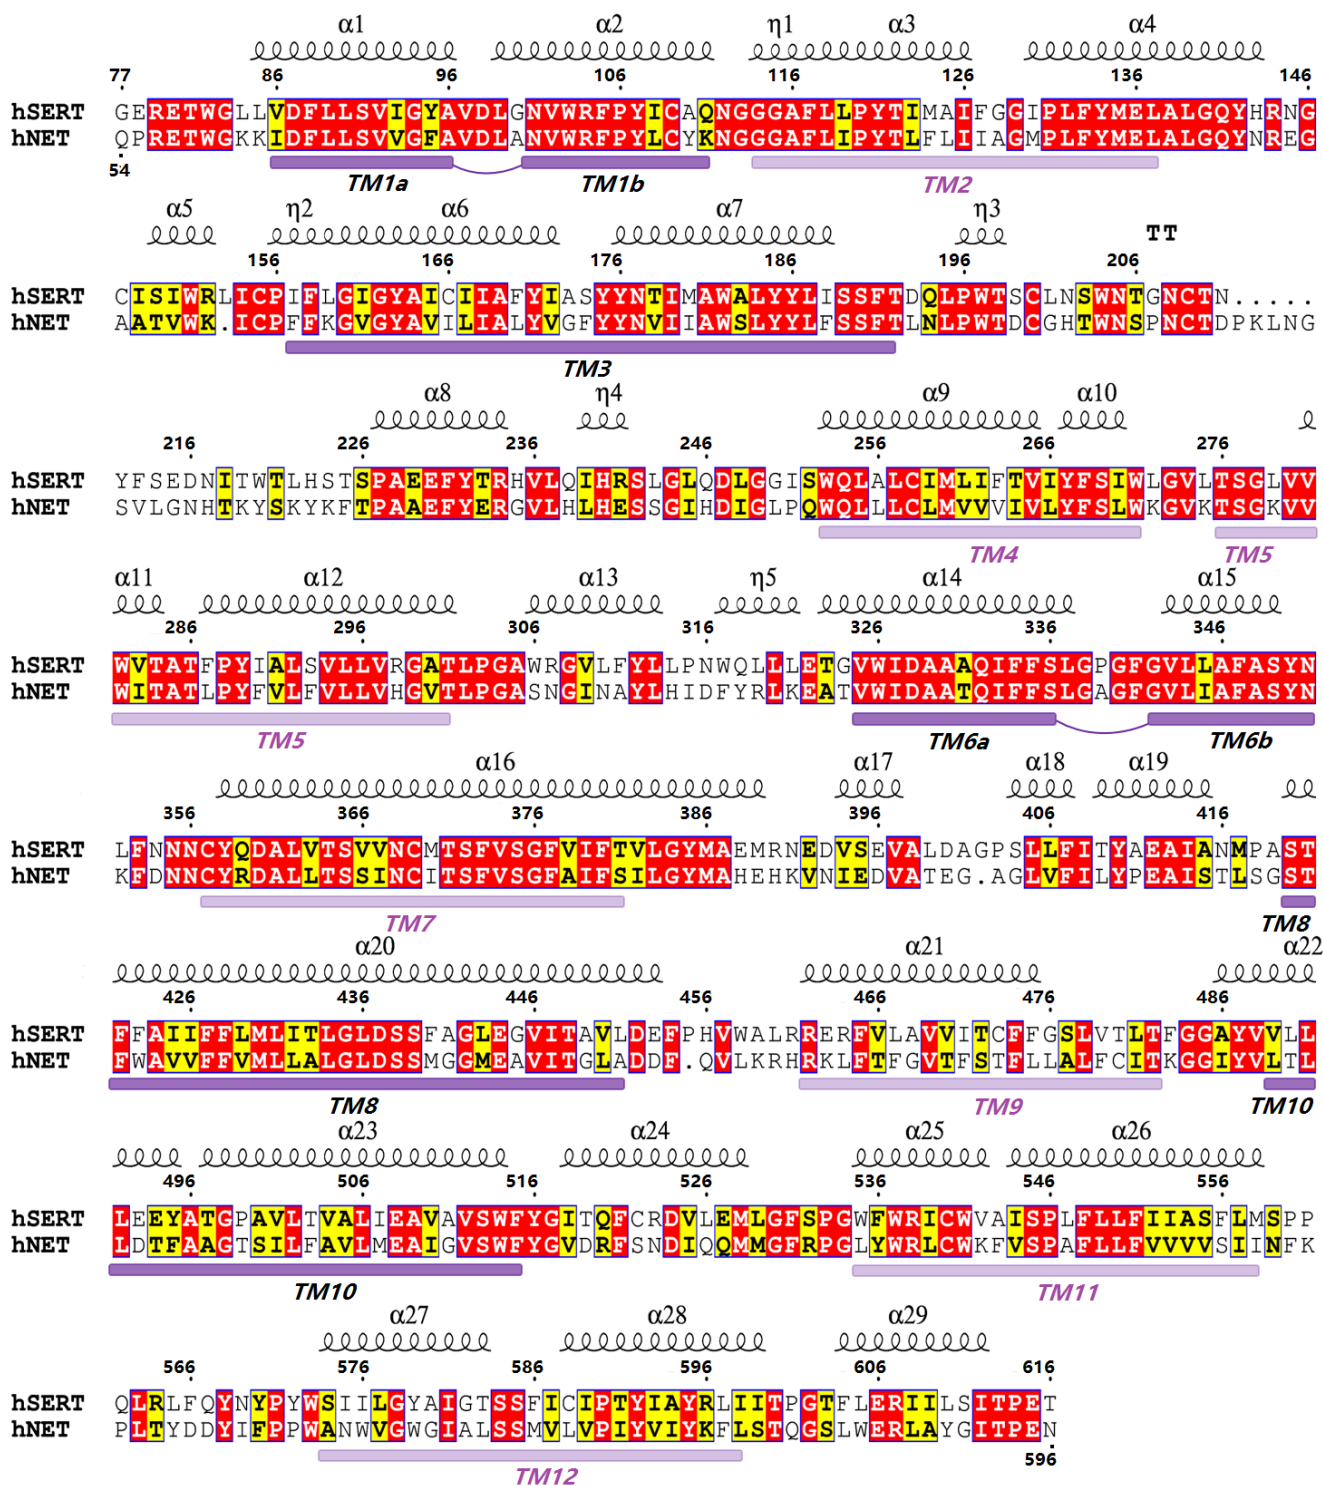 α1 α2 η1 α3 α4
77 86 96 106 116 126 136 146
hSERT GERETWGLLVDFLLSVIGYAVDLGNVWRFPYICAQNGGGAFLLPYTIMAIFGGIPLFYMELALGQYHRNG
hNET QPRETWGKKIDFLLSVVGFAVDLANVWRFPYLCYKNGGGAFLIPYTLFLIIAGMPLFYMELALGQYNREG
54
TM1a TM1b TM2
α5 η2 α6 α7 η3 TT
156 166 176 186 196 206
hSERT CISIWRLICPIFLGIGYAICIIAFYIASYYNTIMAWALYYLISSFTDQLPWTSCLNSWNTGNCTN.....
hNET AATVWK.ICPFFKGVGYAVILIALYVGFYYNVIIAWSLYYLFSSFTLNLPWTDCGHTWNSPNCTDPKLNG
TM3
α8 η4 α9 α10
216 226 236 246 256 266 276
hSERT YFSEDNITWTLHSTSPAEEFYTRHVLQIHRSLGLQDLGGISWQLALCIMLIFTVIYFSIWLGVLTSGLVV
hNET SVLGNHTKYSKYKFTPAAEFYERGVLHLHESSGIHDIGLPQWQLLLCLMVVVIVLYFSLWKGVKTSGKVV
TM4 TM5
α11 α12 α13 η5 α14 α15
286 296 306 316 326 336 346
hSERT WVTATFPYIALSVLLVRGATLPGAWRGVLFYLLPNWQLLLETGVWIDAAAQIFFSLGPGFGVLLAFASYN
hNET WITATLPYFVLFVLLVHGVTLPGASNGINAYLHIDFYRLKEATVWIDAATQIFFSLGAGFGVLIAFASYN
TM5 TM6a TM6b
α16 α17 α18 α19
356 366 376 386 396 406 416
hSERT LFNNNCYQDALVTSVVNCMTSFVSGFVIFTVLGYMAEMRNEDVSEVALDAGPSLLFITYAEAIANMPAST
hNET KFDNNCYRDALLTSSINCITSFVSGFAIFSILGYMAHEHKVNIEDVATEG.AGLVFILYPEAISTLSGST
TM7 TM8
α20 α21 α22
426 436 446 456 466 476 486
hSERT FFAIIFFLMLITLGLDSSFAGLEGVITAVLDEFPHVWALRRERFVLAVVITCFFGSLVTLTFGGAYVVLL
hNET FWAVVFFVMLLALGLDSSMGGMEAVITGLADDF.QVLKRHRKLFTFGVTFSTFLLALFCITKGGIYVLTL
TM8 TM9 TM10
α23 α24 α25 α26
496 506 516 526 536 546 556
hSERT LEEYATGPAVLTVALIEAVAVSWFYGITQFCRDVLEMLGFSPGWFWRICWVAISPLFLLFIIASFLMSPP
hNET LDTFAAGTSILFAVLMEAIGVSWFYGVDRFSNDIQQMMGFRPGLYWRLCWKFVSPAFLLFVVVVSIINFK
TM10 TM11
α27 α28 α29
566 576 586 596 606 616
hSERT QLRLFQYNYPYWSIILGYAIGTSSFICIPTYIAYRLIITPGTFLERIILSITPET
hNET PLTYDDYIFPPWANWVGWGIALSSMVLVPIYVIYKFLSTQGSLWERLAYGITPEN
596
TM12